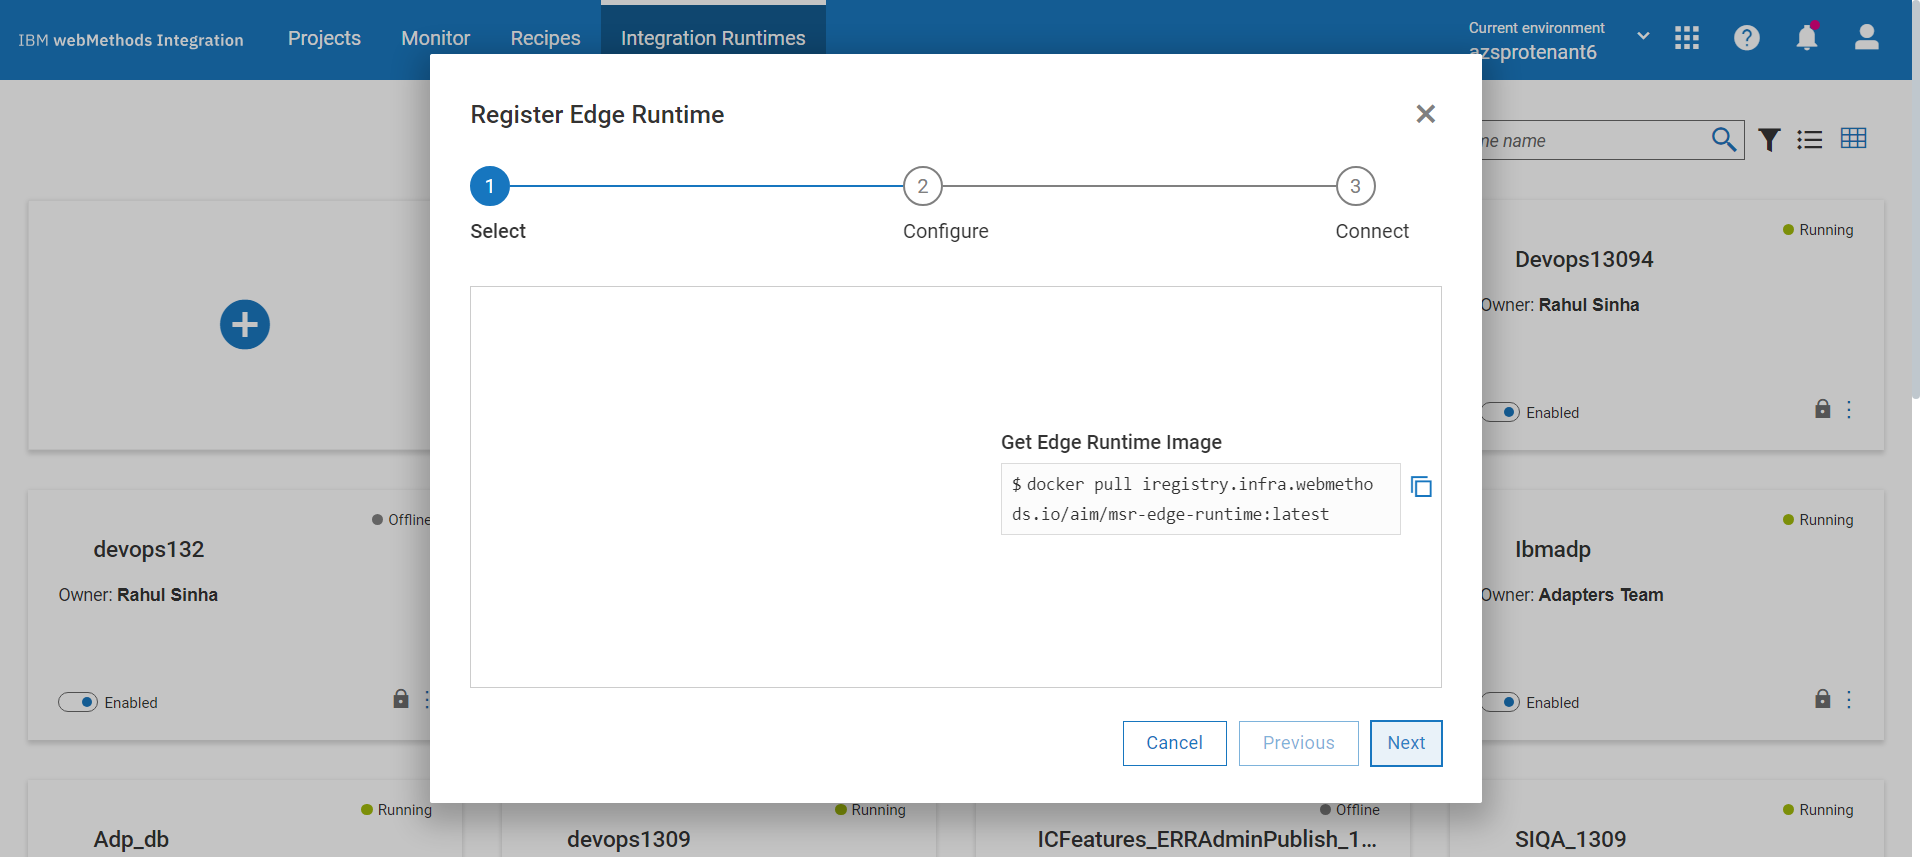 IBM webMethods Integration
Projects
Monitor
Recipes
Integration Runtimes
Current environment
azsprotenant6
Register Edge Runtime
1
2
3
Select
Configure
Connect
Get Edge Runtime Image
$ docker pull iregistry.infra.webmetho
ds.io/aim/msr-edge-runtime:latest
Cancel
Previous
Next
name
Running
Devops13094
Owner: Rahul Sinha
Enabled
Offline
devops132
Owner: Rahul Sinha
Enabled
Running
Ibmadp
Owner: Adapters Team
Enabled
Running
Adp_db
Running
devops1309
Offline
ICFeatures_ERRAdminPublish_1...
Running
SIQA_1309